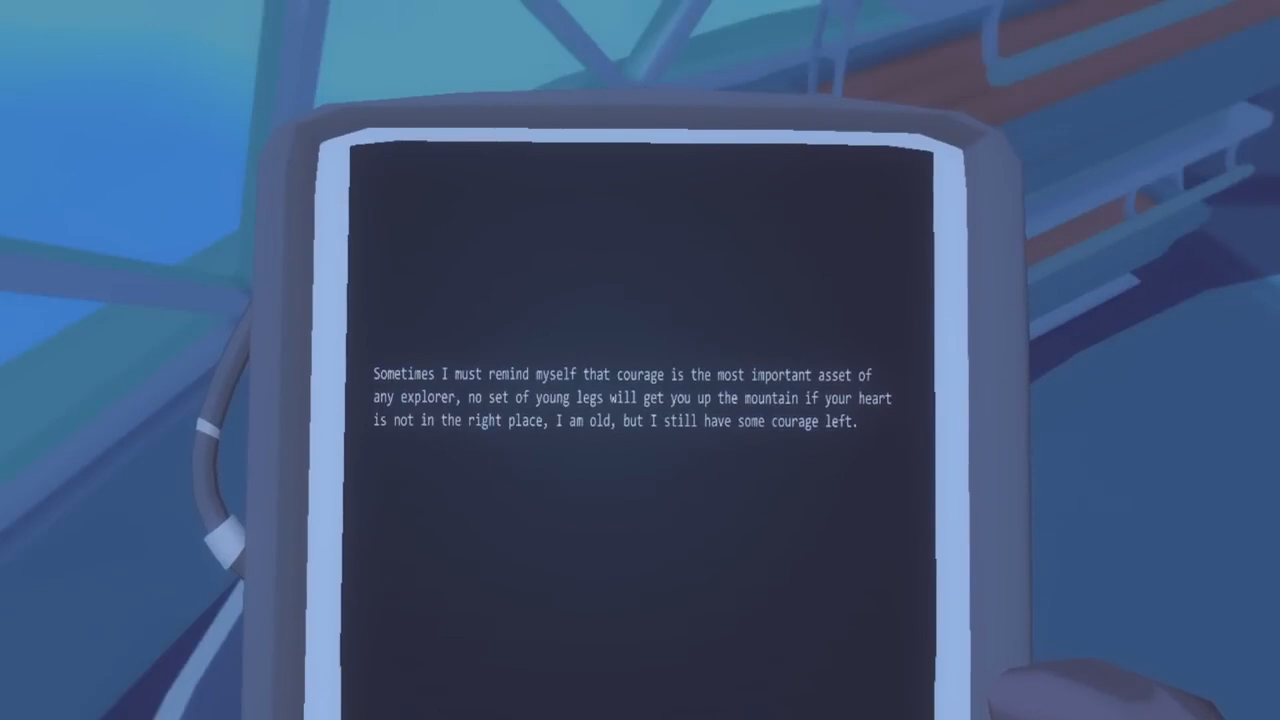 Sometimes I must remind myself that courage is the most important asset of
any explorer, no set of young legs will get you up the mountain if your heart
is not in the right place, I am old, but I still have some courage left.